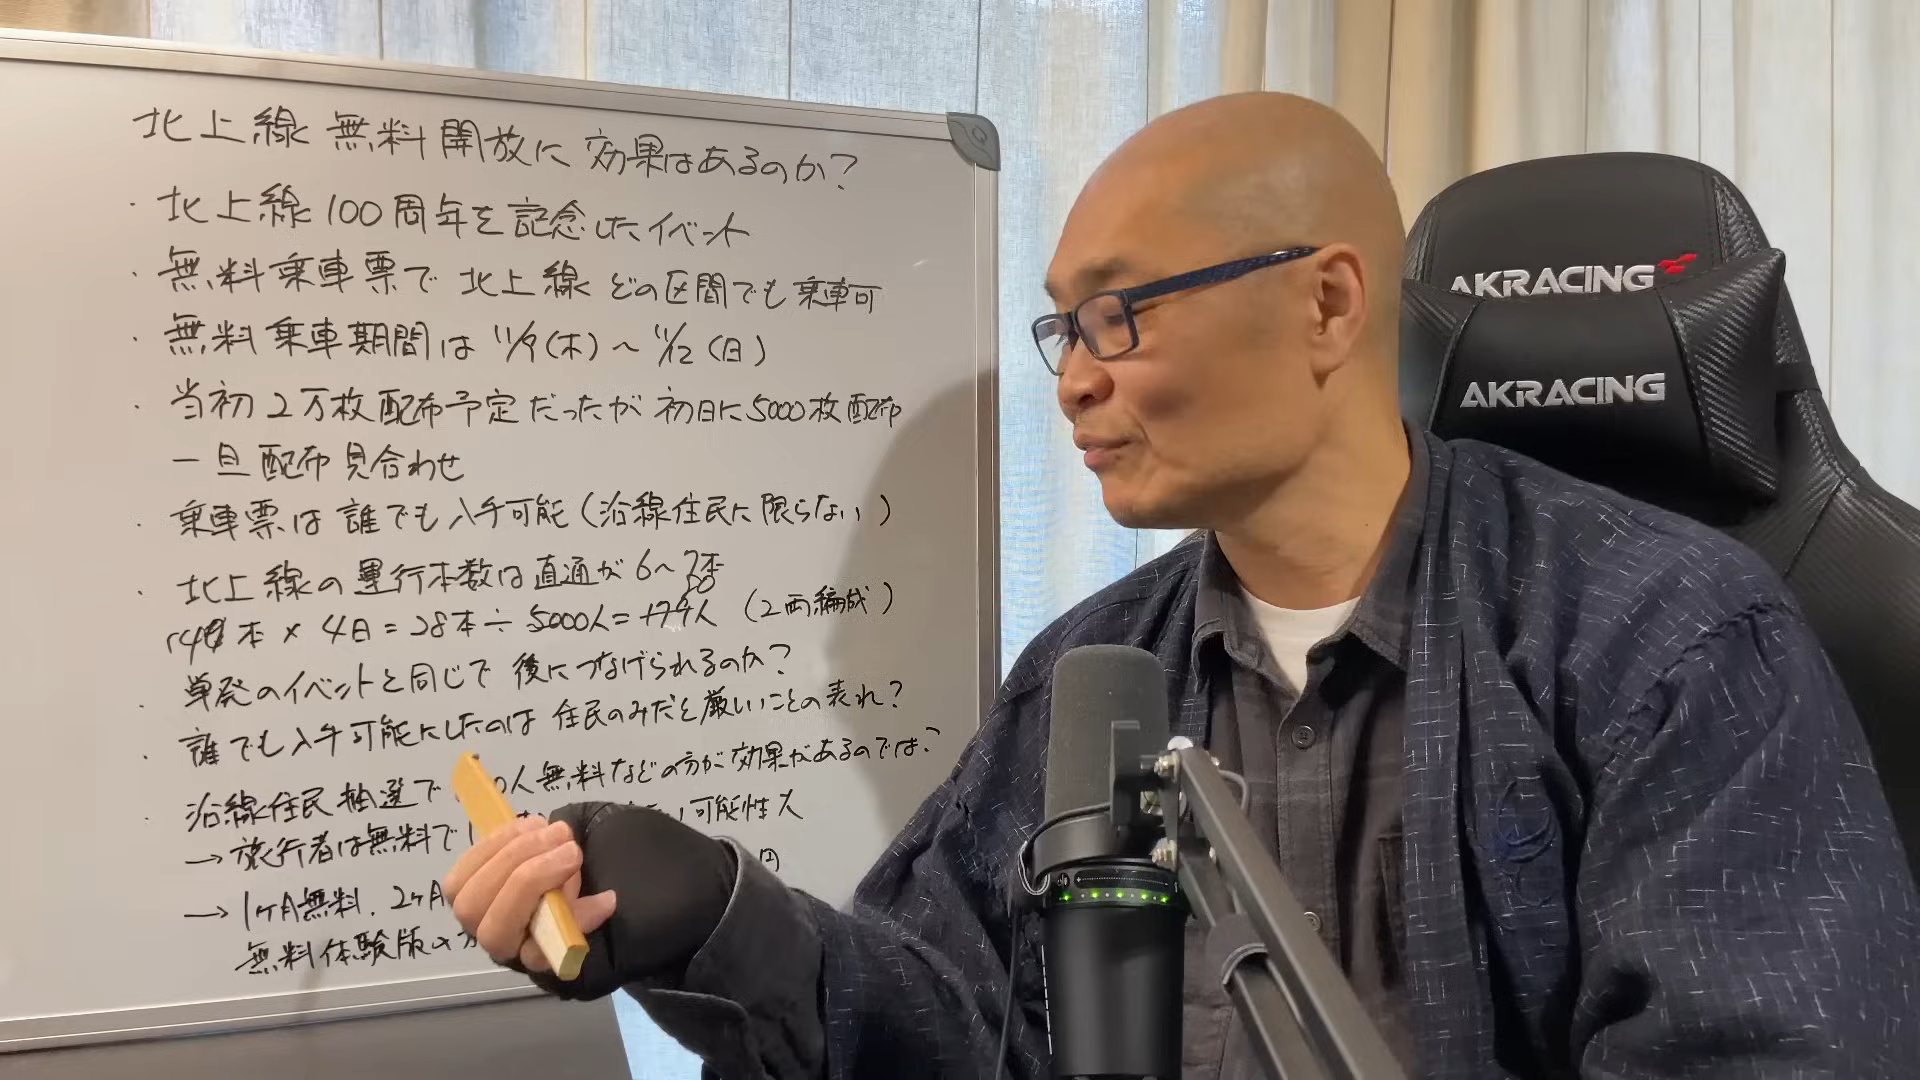 北上線 無料開放に効果はあるのか?
・北上線100周年を記念したイベント
・無料乗車票で北上線どの区間でも乗車可
・無料乗車期間は 11/9(木)〜11/12(日)
・当初2万枚配布予定だったが初日に5000枚配布
一旦配布見合わせ
・乗車票は誰でも入手可能(沿線住民に限らない)
・北上線の運行本数は直通が6〜7本
本×4日=28本÷5000人= 人(2両編成)
・単発のイベントと同じで後につなげられるのか?
・誰でも入手可能にしたのは住民のみだと厳しいことの表れ?
・沿線住民抽選で 0人無料などの方が効果があるのでは?
→旅行者は無料で 可能性大
→1ヶ月無料、2ヶ月
無料体験版の方
AKRACING
AKRACING